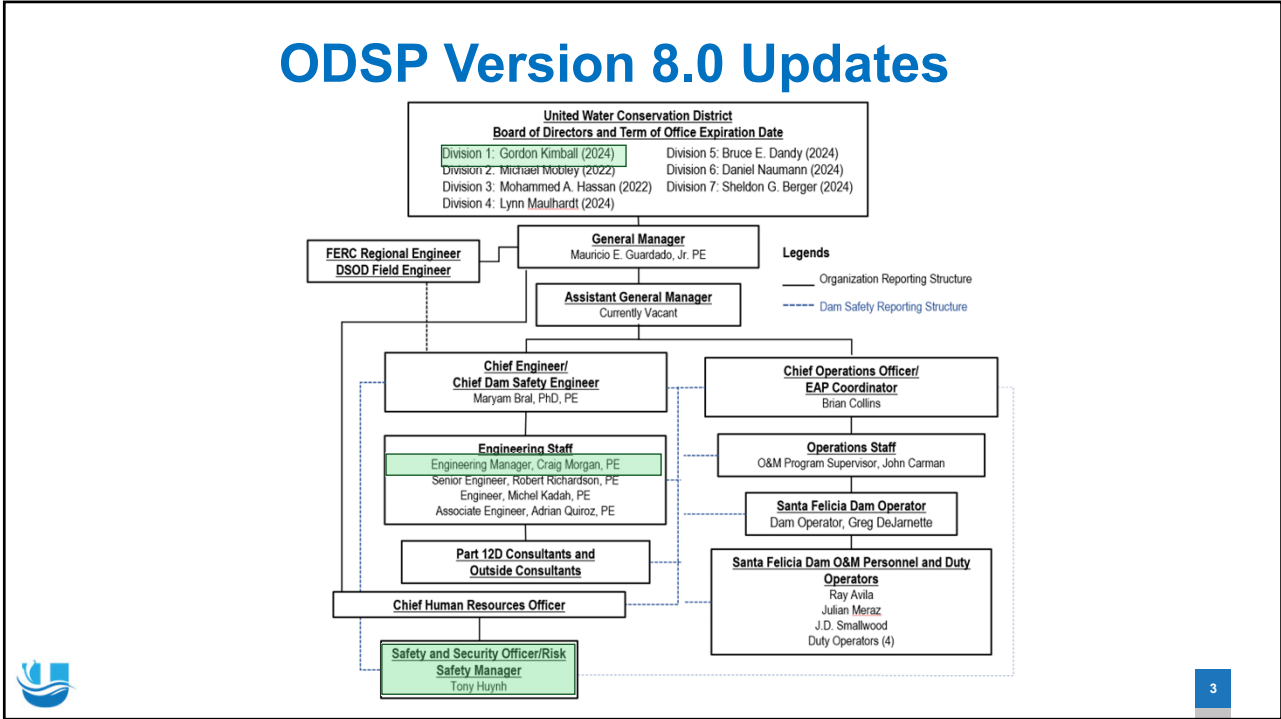 ODSP Version 8.0 Updates
United Water Conservation District
Board of Directors and Term of Office Expiration Date
Division 1: Gordon Kimball (2024)
Division 2: Michael Mobley (2022)
Division 3: Mohammed A. Hassan (2022)
Division 4: Lynn Maulhardt (2024)
Division 5: Bruce E. Dandy (2024)
Division 6: Daniel Naumann (2024)
Division 7: Sheldon G. Berger (2024)
FERC Regional Engineer
DSOD Field Engineer
General Manager
Mauricio E. Guardado, Jr. PE
Legends
Organization Reporting Structure
Dam Safety Reporting Structure
Assistant General Manager
Currently Vacant
Chief Engineer/
Chief Dam Safety Engineer
Maryam Bral, PhD, PE
Chief Operations Officer/
EAP Coordinator
Brian Collins
Engineering Staff
Engineering Manager, Craig Morgan, PE
Senior Engineer, Robert Richardson, PE
Engineer, Michel Kadah, PE
Associate Engineer, Adrian Quiroz, PE
Operations Staff
O&M Program Supervisor, John Carman
Santa Felicia Dam Operator
Dam Operator, Greg DeJarnette
Part 12D Consultants and
Outside Consultants
Santa Felicia Dam O&M Personnel and Duty
Operators
Ray Avila
Julian Meraz
J.D. Smallwood
Duty Operators (4)
Chief Human Resources Officer
Safety and Security Officer/Risk
Safety Manager
Tony Huynh
3